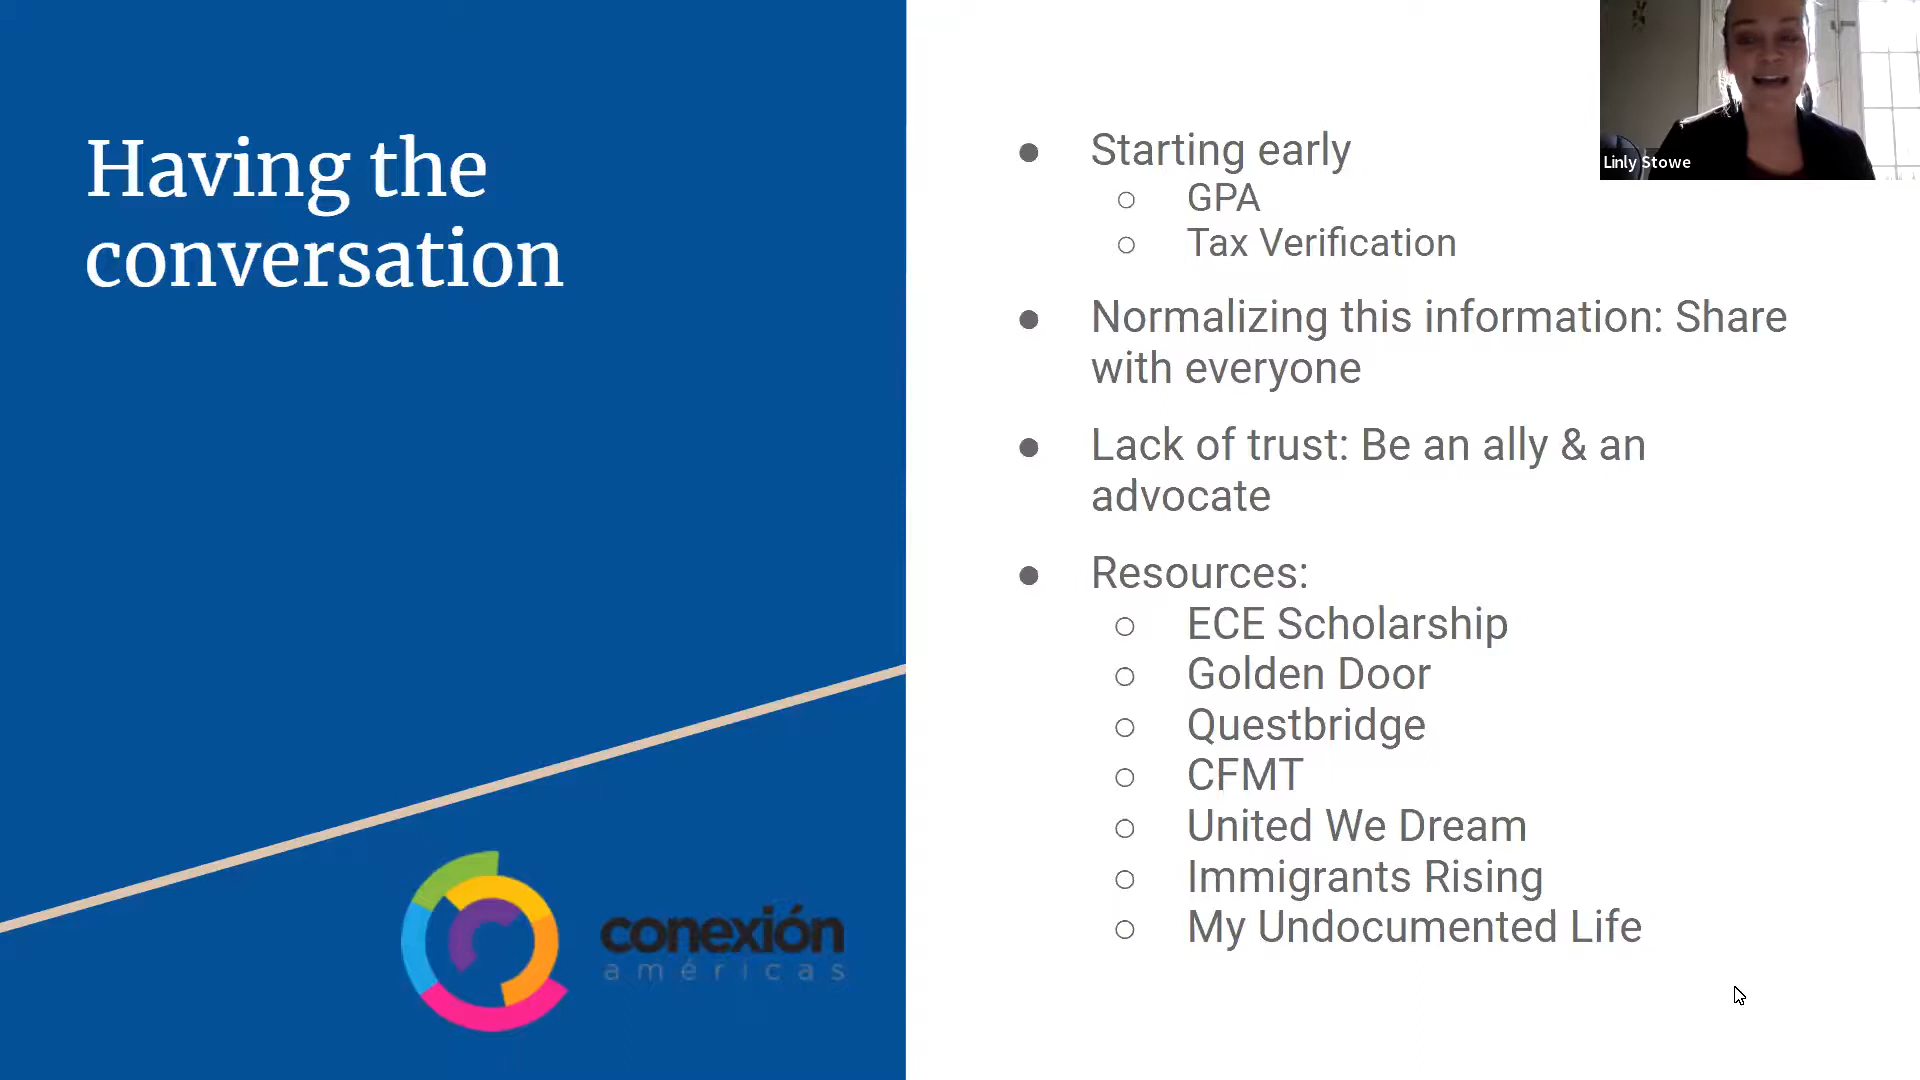 Having the
conversation
conexión
américas
Starting early
GPA
Tax Verification
Normalizing this information: Share
with everyone
Lack of trust: Be an ally & an
advocate
Resources:
ECE Scholarship
Golden Door
Questbridge
CFMT
United We Dream
Immigrants Rising
My Undocumented Life
Linly Stowe